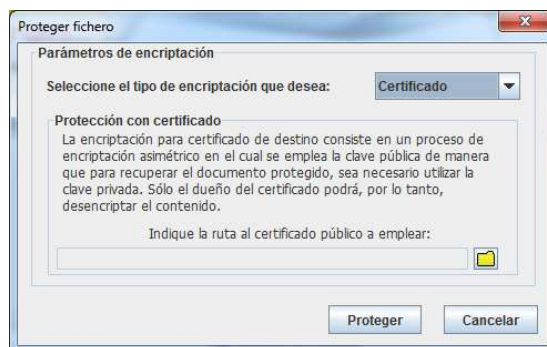 Proteger fichero
Parámetros de encriptación
Seleccione el tipo de encriptación que desea: Certificado
Protección con certificado
La encriptación para certificado de destino consiste en un proceso de
encriptación asimétrico en el cual se emplea la clave pública de manera
que para recuperar el documento protegido, sea necesario utilizar la
clave privada. Sólo el dueño del certificado podrá, por lo tanto,
desencriptar el contenido.
Indique la ruta al certificado público a emplear:
Proteger Cancelar